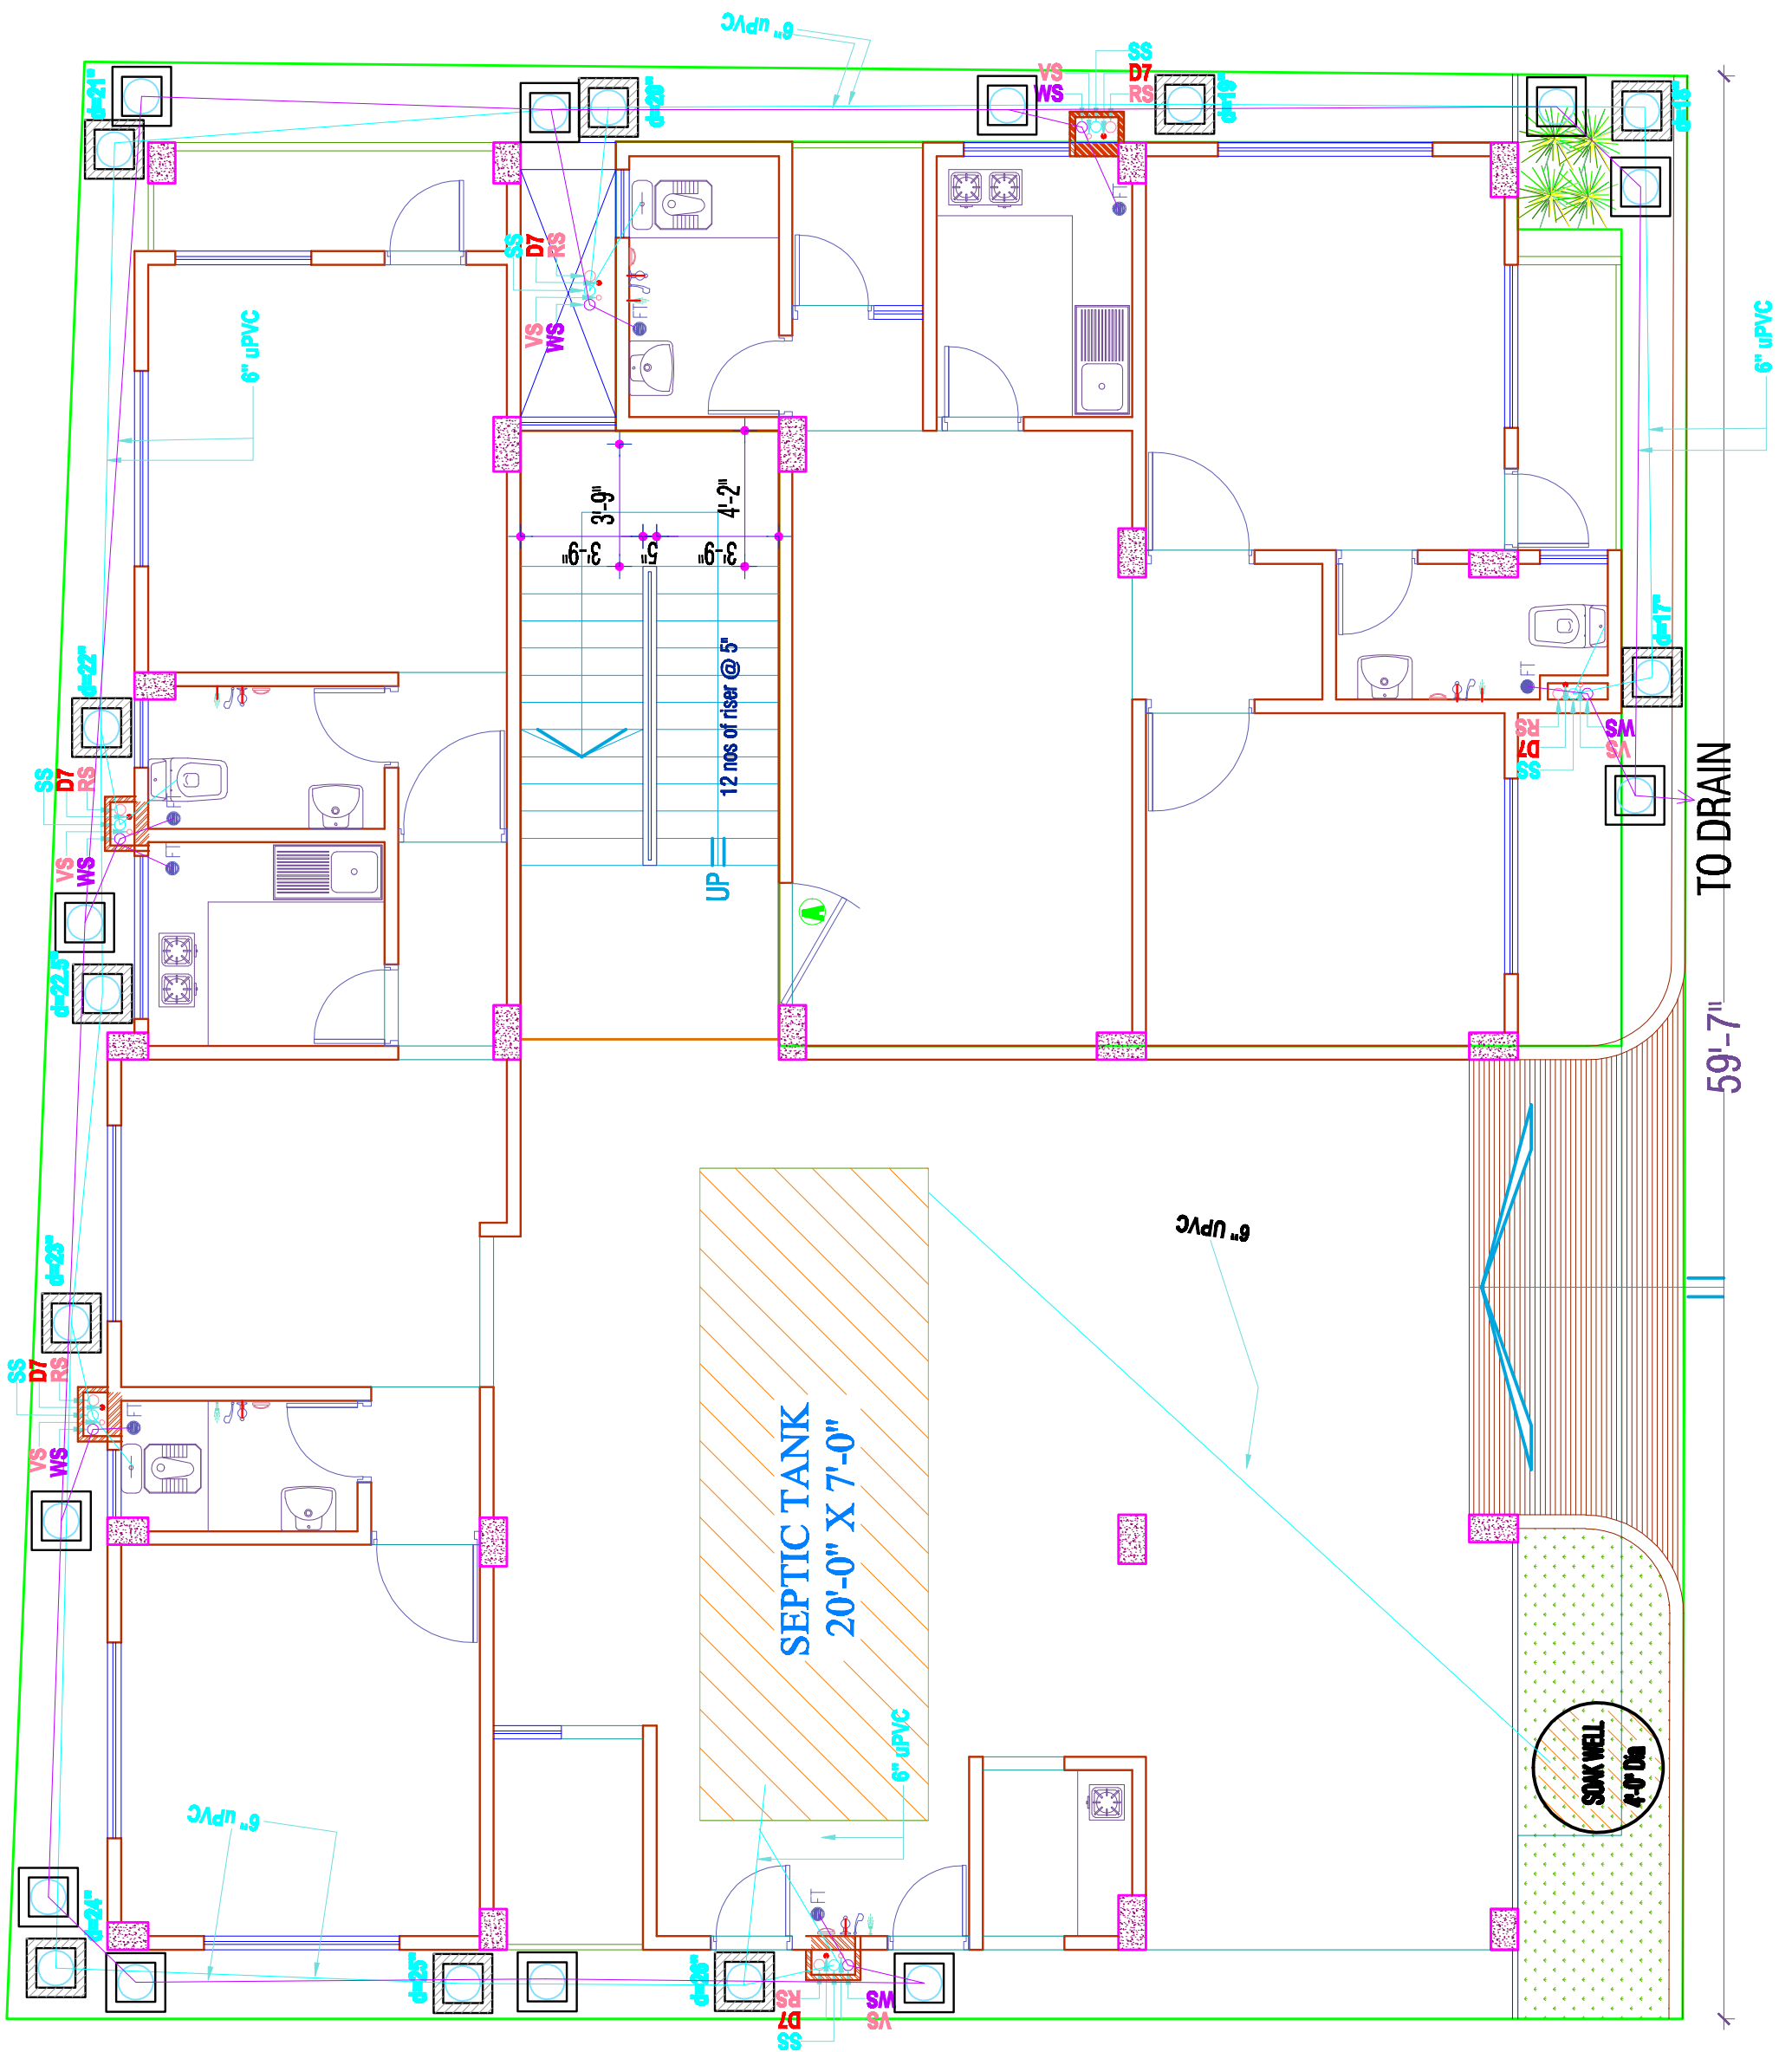 6" uPVC
d=21"
SS
VS
D7
WS
RS
d=20"
d=19"
d=18"
FT
SS
D7
RS
VS
WS
FT
6" uPVC
6" uPVC
3'-9"
4'-2"
3'-9"
5"
3'-9"
12 nos of riser @ 5"
UP
A
d=22"
SS
D7
RS
VS
WS
FT
FT
d=22.5"
d=17"
FT
RS
D7
SS
WS
VS
TO DRAIN
59'-7"
d=23"
SS
D7
RS
VS
WS
FT
6" UPVC
SEPTIC TANK
20'-0" X 7'-0"
6" uPVC
SOAK WELL
4'-0" Dia
6" uPVC
d=24"
d=25"
d=26"
FT
RS
D7
SS
WS
VS